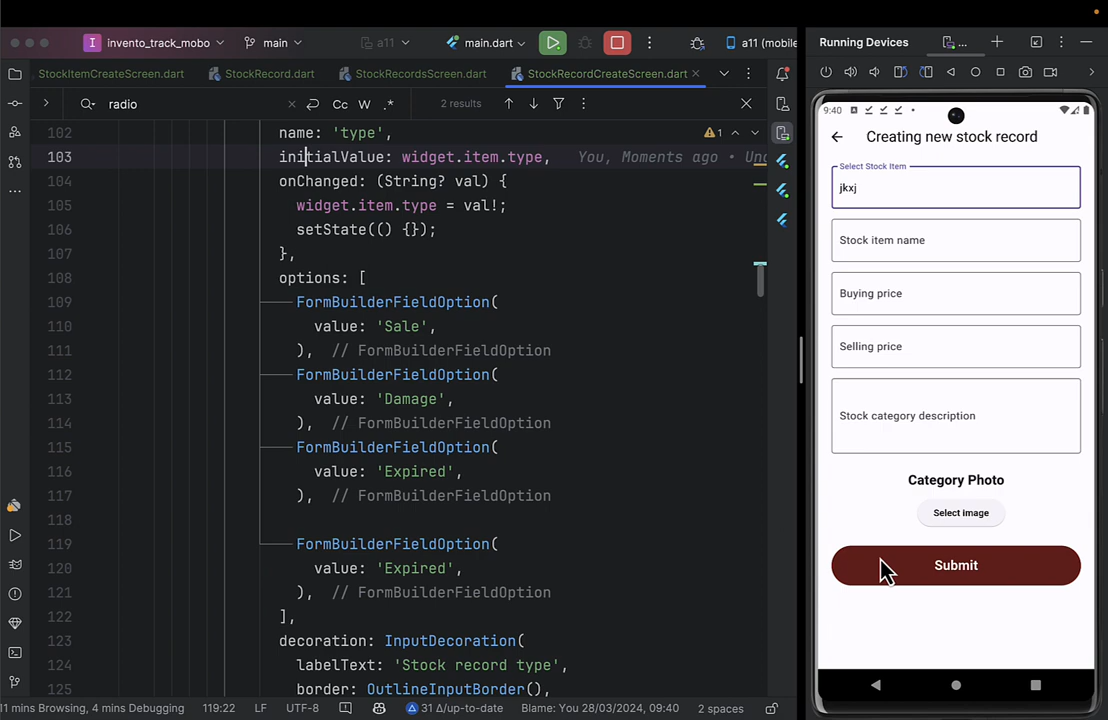 invento_track_mobo
main
a11
main.dart
a11 (mobile
Running Devices
...
StockItemCreateScreen.dart
StockRecord.dart
StockRecordsScreen.dart
StockRecordCreateScreen.dart
radio
Cc
W
.*
2 results
102 name: 'type',
1
103 initialValue: widget.item.type, You, Moments ago • Unc
104 onChanged: (String? val) {
105 widget.item.type = val!;
106 setState(() {});
107 },
108 options: [
109 FormBuilderFieldOption(
110 value: 'Sale',
111 ), // FormBuilderFieldOption
112 FormBuilderFieldOption(
113 value: 'Damage',
114 ), // FormBuilderFieldOption
115 FormBuilderFieldOption(
116 value: 'Expired',
117 ), // FormBuilderFieldOption
118
119 FormBuilderFieldOption(
120 value: 'Expired',
121 ), // FormBuilderFieldOption
122 ],
123 decoration: InputDecoration(
124 labelText: 'Stock record type',
125 border: OutlineInputBorder(),
1 mins Browsing, 4 mins Debugging
119:22
LF
UTF-8
31 Δ/up-to-date
Blame: You 28/03/2024, 09:40
2 spaces
9:40
Creating new stock record
Select Stock Item
jkxj
Stock item name
Buying price
Selling price
Stock category description
Category Photo
Select image
Submit